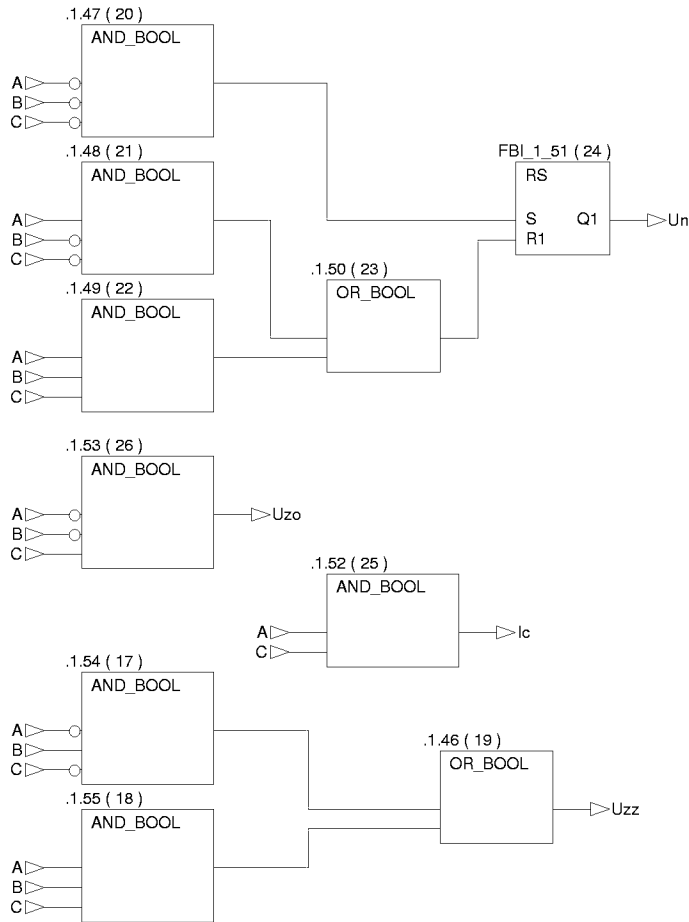 .1.47 ( 20 )
AND_BOOL
A
B
C
.1.48 ( 21 )
AND_BOOL
A
B
C
FBI_1_51 ( 24 )
RS
S Q1
R1
Un
.1.49 ( 22 )
AND_BOOL
A
B
C
.1.50 ( 23 )
OR_BOOL
.1.53 ( 26 )
AND_BOOL
A
B
C
Uzo
.1.52 ( 25 )
AND_BOOL
A
C
Ic
.1.54 ( 17 )
AND_BOOL
A
B
C
.1.46 ( 19 )
OR_BOOL
Uzz
.1.55 ( 18 )
AND_BOOL
A
B
C